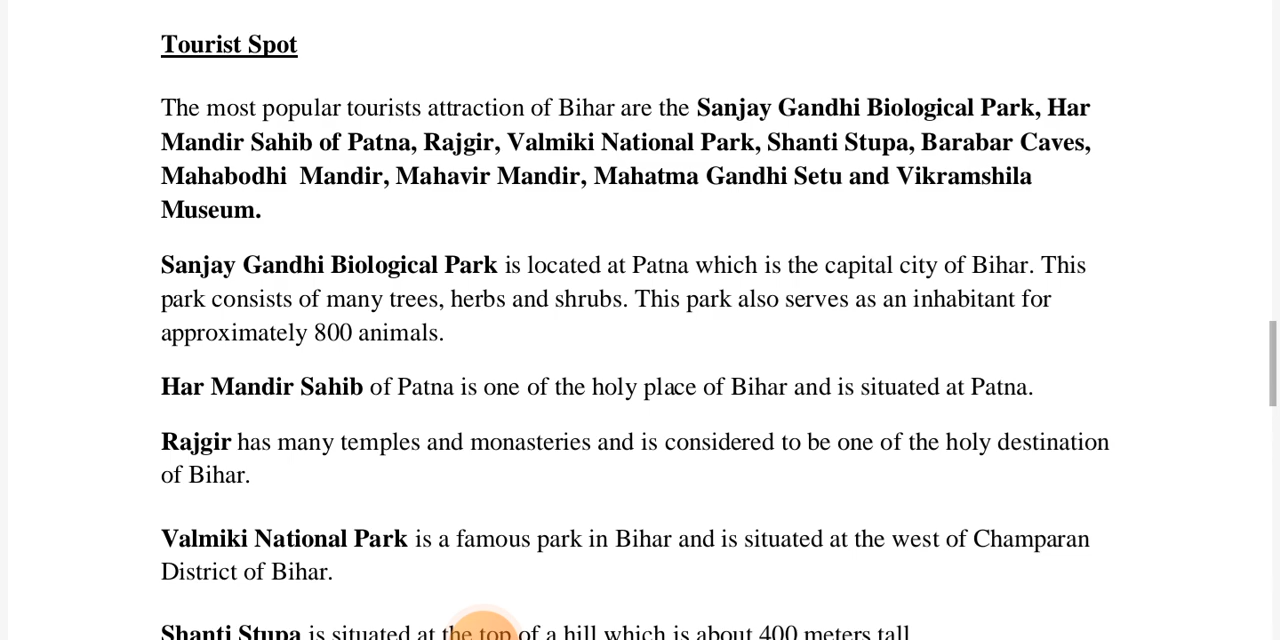 Tourist Spot
The most popular tourists attraction of Bihar are the Sanjay Gandhi Biological Park, Har
Mandir Sahib of Patna, Rajgir, Valmiki National Park, Shanti Stupa, Barabar Caves,
Mahabodhi  Mandir, Mahavir Mandir, Mahatma Gandhi Setu and Vikramshila
Museum.
Sanjay Gandhi Biological Park is located at Patna which is the capital city of Bihar. This
park consists of many trees, herbs and shrubs. This park also serves as an inhabitant for
approximately 800 animals.
Har Mandir Sahib of Patna is one of the holy place of Bihar and is situated at Patna.
Rajgir has many temples and monasteries and is considered to be one of the holy destination
of Bihar.
Valmiki National Park is a famous park in Bihar and is situated at the west of Champaran
District of Bihar.
Shanti Stupa is situated at the top of a hill which is about 400 meters tall